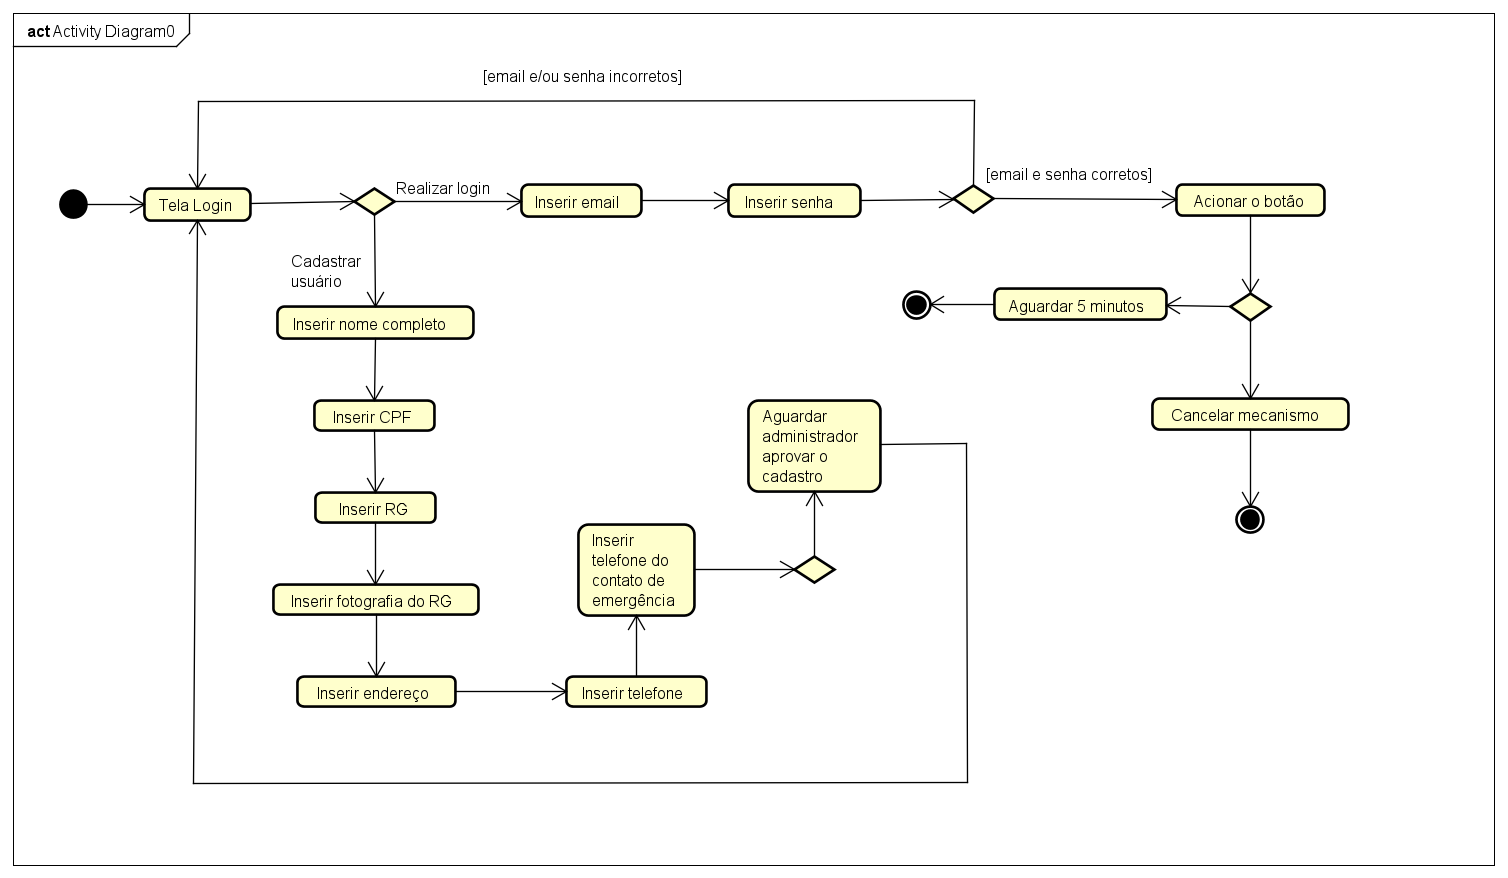 act Activity Diagram0
[email e/ou senha incorretos]
Tela Login
Realizar login
Inserir email
Inserir senha
[email e senha corretos]
Acionar o botão
Cadastrar
usuário
Inserir nome completo
Aguardar 5 minutos
Cancelar mecanismo
Inserir CPF
Aguardar
administrador
aprovar o
cadastro
Inserir RG
Inserir
telefone do
contato de
emergência
Inserir fotografia do RG
Inserir endereço
Inserir telefone